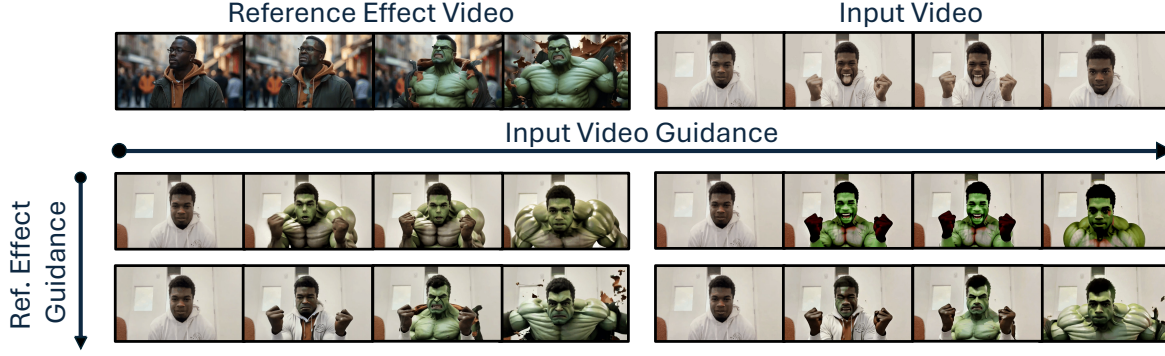 Reference Effect Video
Input Video
Input Video Guidance
Ref. Effect
Guidance